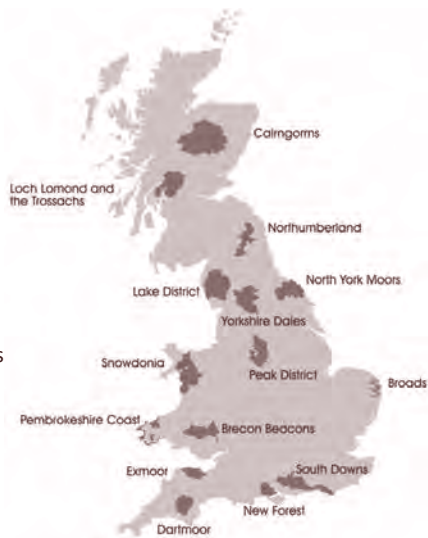 Cairngorms
Loch Lomond and
the Trossachs
Northumberland
Lake District
North York Moors
Yorkshire Dales
s
Snowdonia
Peak District
Broads
Pembrokeshire Coast
Brecon Beacons
Exmoor
South Downs
New Forest
Dartmoor